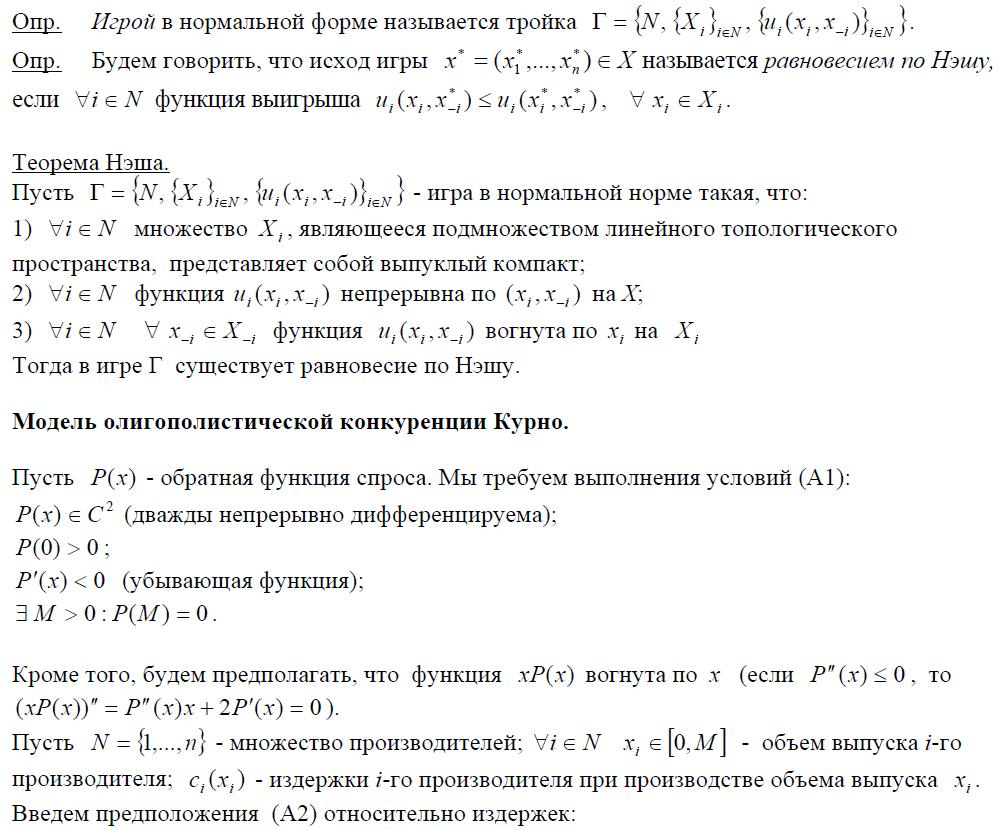 Опр. Игрой в нормальной форме называется тройка Γ = {N, {X_i}_{i∈N}, {u_i(x_i, x_{-i})}_{i∈N}}.
Опр. Будем говорить, что исход игры x^* = (x_1^*,..., x_n^*) ∈ X называется равновесием по Нэшу,
если ∀i ∈ N функция выигрыша u_i(x_i, x_{-i}^*) ≤ u_i(x_i^*, x_{-i}^*), ∀ x_i ∈ X_i.
Теорема Нэша.
Пусть Γ = {N, {X_i}_{i∈N}, {u_i(x_i, x_{-i})}_{i∈N}} - игра в нормальной норме такая, что:
1) ∀i ∈ N множество X_i, являющееся подмножеством линейного топологического
пространства, представляет собой выпуклый компакт;
2) ∀i ∈ N функция u_i(x_i, x_{-i}) непрерывна по (x_i, x_{-i}) на X;
3) ∀i ∈ N ∀ x_{-i} ∈ X_{-i} функция u_i(x_i, x_{-i}) вогнута по x_i на X_i
Тогда в игре Γ существует равновесие по Нэшу.
Модель олигополистической конкуренции Курно.
Пусть P(x) - обратная функция спроса. Мы требуем выполнения условий (А1):
P(x) ∈ C^2 (дважды непрерывно дифференцируема);
P(0) > 0;
P′(x) < 0 (убывающая функция);
∃ M > 0 : P(M) = 0.
Кроме того, будем предполагать, что функция xP(x) вогнута по x (если P″(x) ≤ 0, то
(xP(x))″ = P″(x)x + 2P′(x) = 0).
Пусть N = {1,..., n} - множество производителей; ∀i ∈ N x_i ∈ [0, M] - объем выпуска i-го
производителя; c_i(x_i) - издержки i-го производителя при производстве объема выпуска x_i.
Введем предположения (А2) относительно издержек: